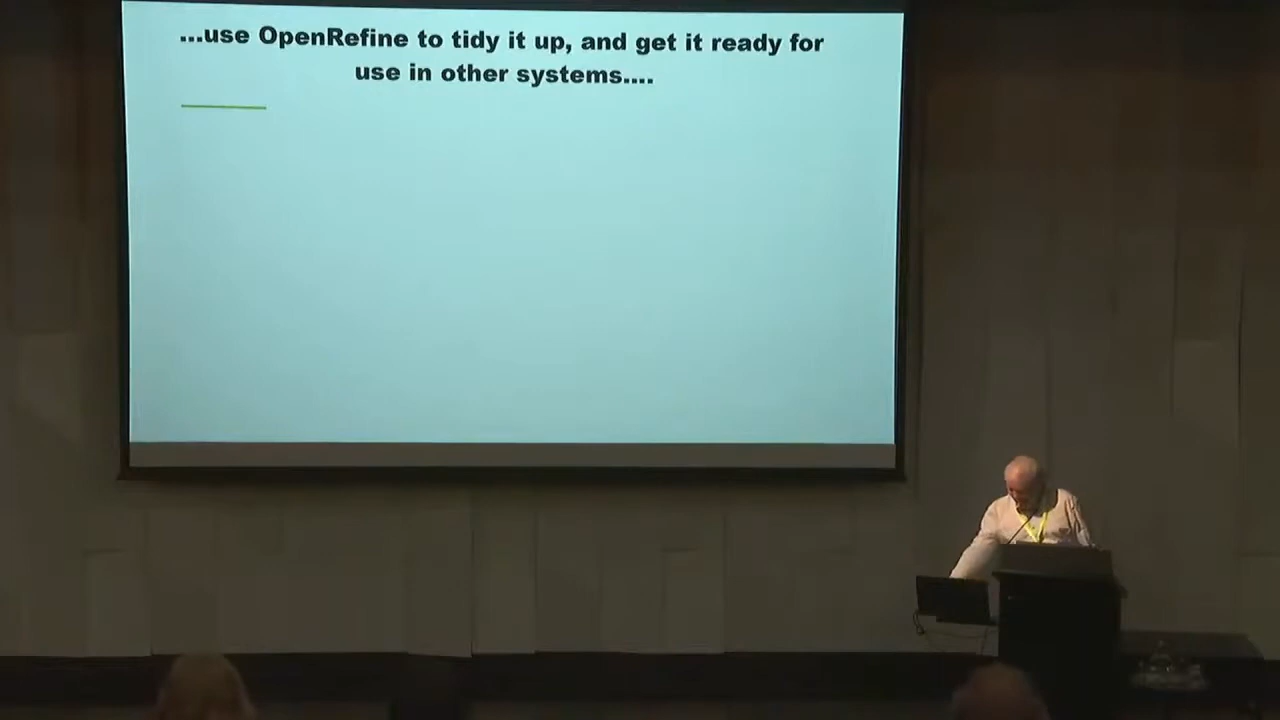 ...use OpenRefine to tidy it up, and get it ready for
use in other systems....